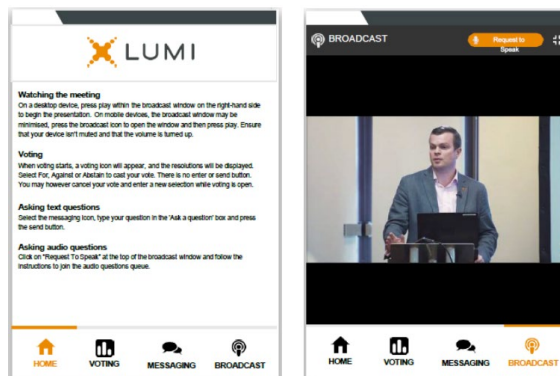 LUMI
Watching the meeting
On a desktop device, press play within the broadcast window on the right-hand side
to begin the presentation. On mobile devices, the broadcast window may be
minimised, press the broadcast icon to open the window and then press play. Ensure
that your device isn't muted and that the volume is turned up.
Voting
When voting starts, a voting icon will appear, and the resolutions will be displayed.
Select For, Against or Abstain to cast your vote. There is no enter or send button.
You may however cancel your vote and enter a new selection while voting is open.
Asking text questions
Select the messaging icon, type your question in the 'Ask a question' box and press
the send button.
Asking audio questions
Click on "Request To Speak" at the top of the broadcast window and follow the
instructions to join the audio questions queue.
HOME
VOTING
MESSAGING
BROADCAST
BROADCAST
Request to
Speak
HOME
VOTING
MESSAGING
BROADCAST